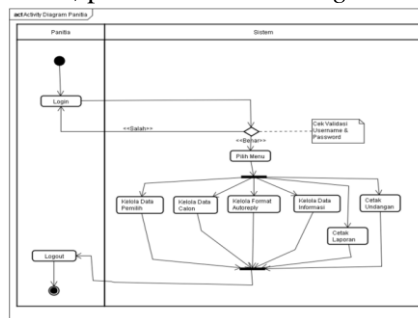 act Activity Diagram Panitia
Panitia
Sistem
Login
<<Salah>>
<<Benar>>
Cek Validasi
Username &
Password
Pilih Menu
Kelola Data
Pemilih
Kelola Data
Calon
Kelola Format
Autoreply
Kelola Data
Informasi
Cetak
Undangan
Cetak
Laporan
Logout